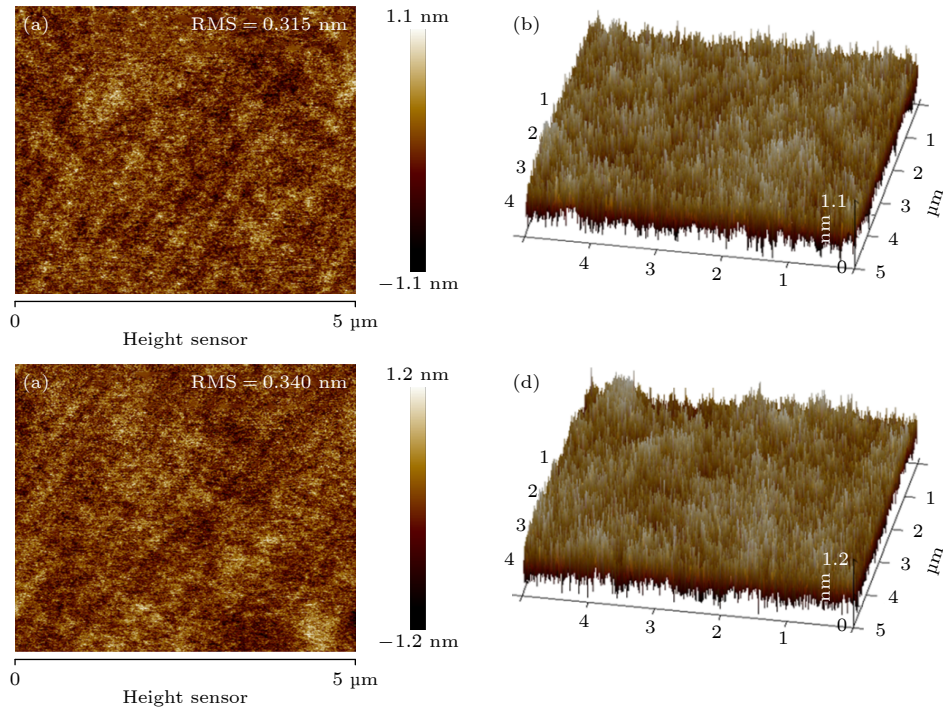 (a) RMS = 0.315 nm
1.1 nm
−1.1 nm
0 5 µm
Height sensor
(b)
1
2
3
4
4
3
2
1
1
2
3
4
5
µm
1.1
nm
0
(a) RMS = 0.340 nm
1.2 nm
−1.2 nm
0 5 µm
Height sensor
(d)
1
2
3
4
4
3
2
1
1
2
3
4
5
µm
1.2
nm
0